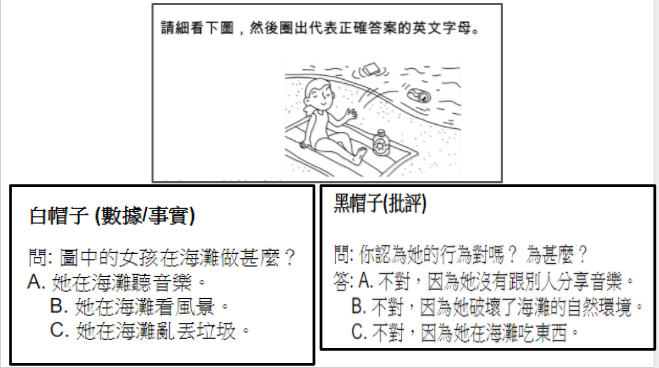 請細看下圖，然後圈出代表正確答案的英文字母。
白帽子 (數據/事實)
問: 圖中的女孩在海灘做甚麼？
A. 她在海灘聽音樂。
B. 她在海灘看風景。
C. 她在海灘亂丟垃圾。
黑帽子(批評)
問: 你認為她的行為對嗎？ 為甚麼？
答: A. 不對，因為她沒有跟別人分享音樂。
B. 不對，因為她破壞了海灘的自然環境。
C. 不對，因為她在海灘吃東西。